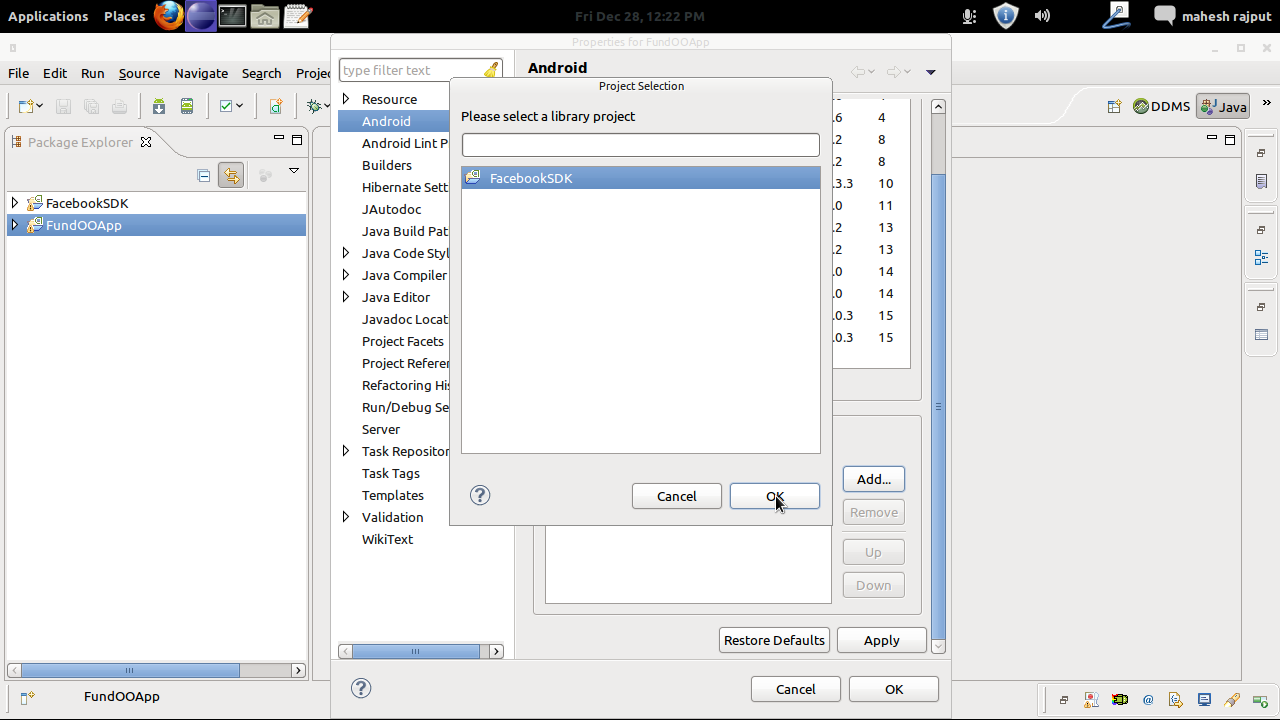 Applications Places Fri Dec 28, 12:22 PM mahesh rajput
Properties for FundOOApp
File Edit Run Source Navigate Search Projec
DDMS Java
Package Explorer
FacebookSDK
FundOOApp
type filter text
Resource
Android
Android Lint P
Builders
Hibernate Sett
JAutodoc
Java Build Pat
Java Code Styl
Java Compiler
Java Editor
Javadoc Locat
Project Facets
Project Referen
Refactoring His
Run/Debug Se
Server
Task Repositor
Task Tags
Templates
Validation
WikiText
Android
.6 4
.2 8
.2 8
.3.3 10
.0 11
.2 13
.2 13
.0 14
.0 14
.0.3 15
.0.3 15
Project Selection
Please select a library project
FacebookSDK
Cancel OK
Add...
Remove
Up
Down
Restore Defaults Apply
Cancel OK
FundOOApp